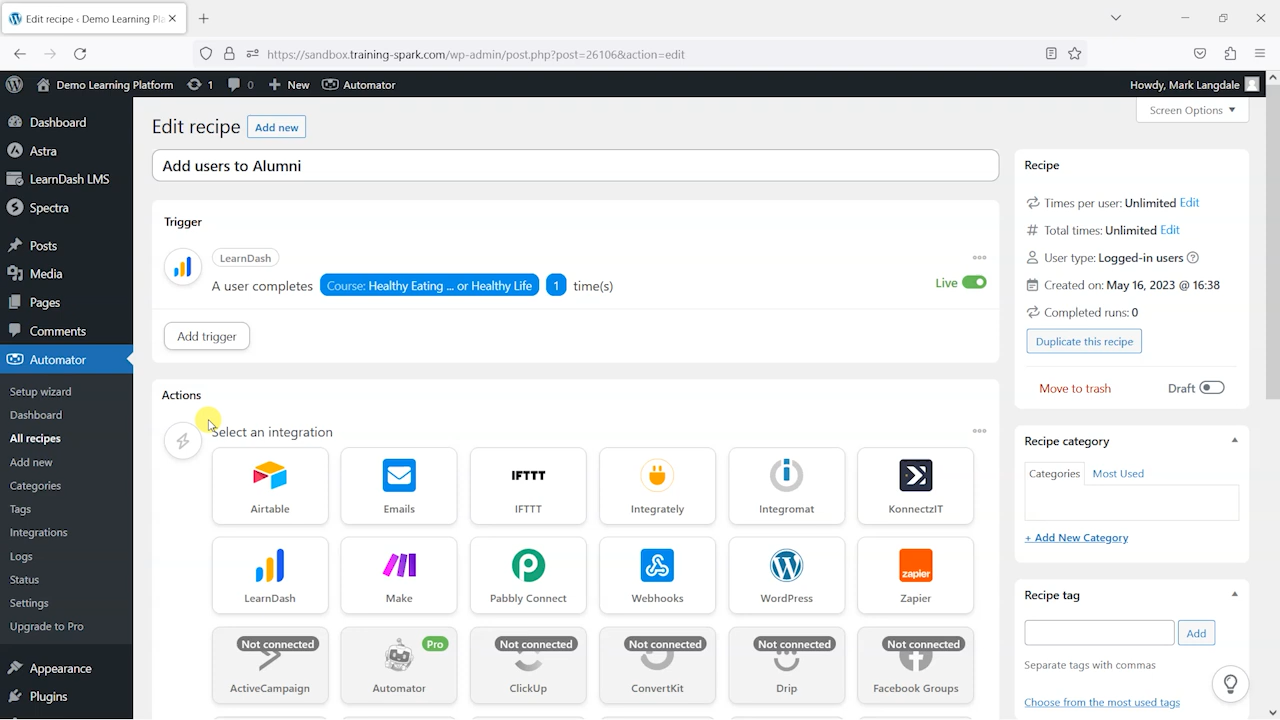 Edit recipe ‹ Demo Learning Pla
https://sandbox.training-spark.com/wp-admin/post.php?post=26106&action=edit
Demo Learning Platform
1
0
New
Automator
Howdy, Mark Langdale
Dashboard
Astra
LearnDash LMS
Spectra
Posts
Media
Pages
Comments
Automator
Setup wizard
Dashboard
All recipes
Add new
Categories
Tags
Integrations
Logs
Status
Settings
Upgrade to Pro
Appearance
Plugins
Screen Options
Edit recipe
Add new
Add users to Alumni
Trigger
LearnDash
A user completes Course: Healthy Eating ... or Healthy Life 1 time(s)
Live
Add trigger
Actions
Select an integration
Airtable
Emails
IFTTT
IFTTT
Integrately
Integromat
KonnectzIT
LearnDash
Make
Pabbly Connect
Webhooks
WordPress
zapier
Zapier
Not connected
ActiveCampaign
Pro
Automator
Not connected
ClickUp
Not connected
ConvertKit
Not connected
Drip
Not connected
Facebook Groups
Recipe
Times per user: Unlimited Edit
# Total times: Unlimited Edit
User type: Logged-in users
Created on: May 16, 2023 @ 16:38
Completed runs: 0
Duplicate this recipe
Move to trash
Draft
Recipe category
Categories
Most Used
+ Add New Category
Recipe tag
Add
Separate tags with commas
Choose from the most used tags